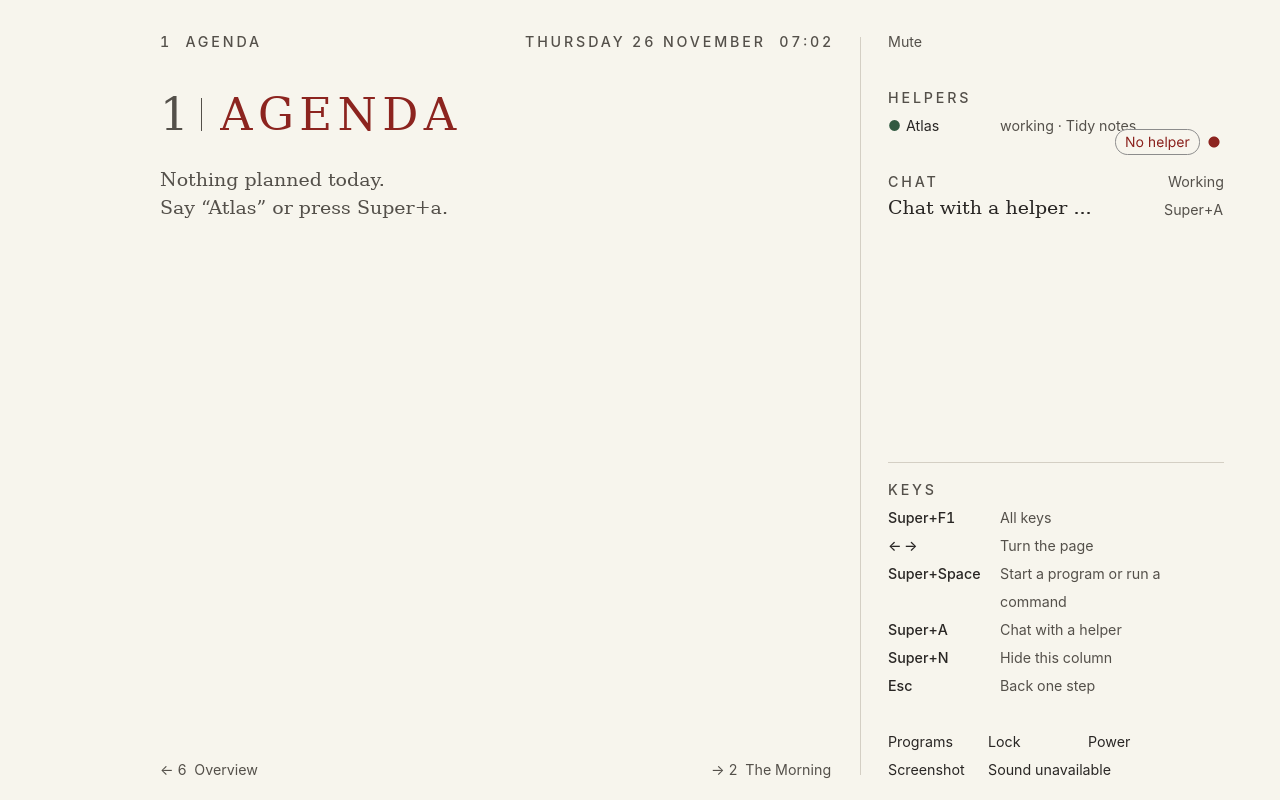 1 AGENDA
THURSDAY 26 NOVEMBER 07:02
1 AGENDA
Nothing planned today.
Say “Atlas” or press Super+a.
← 6 Overview
→ 2 The Morning
Mute
HELPERS
Atlas working · Tidy notes
No helper
CHAT Working
Chat with a helper ... Super+A
KEYS
Super+F1 All keys
← → Turn the page
Super+Space Start a program or run a
command
Super+A Chat with a helper
Super+N Hide this column
Esc Back one step
Programs Lock Power
Screenshot Sound unavailable